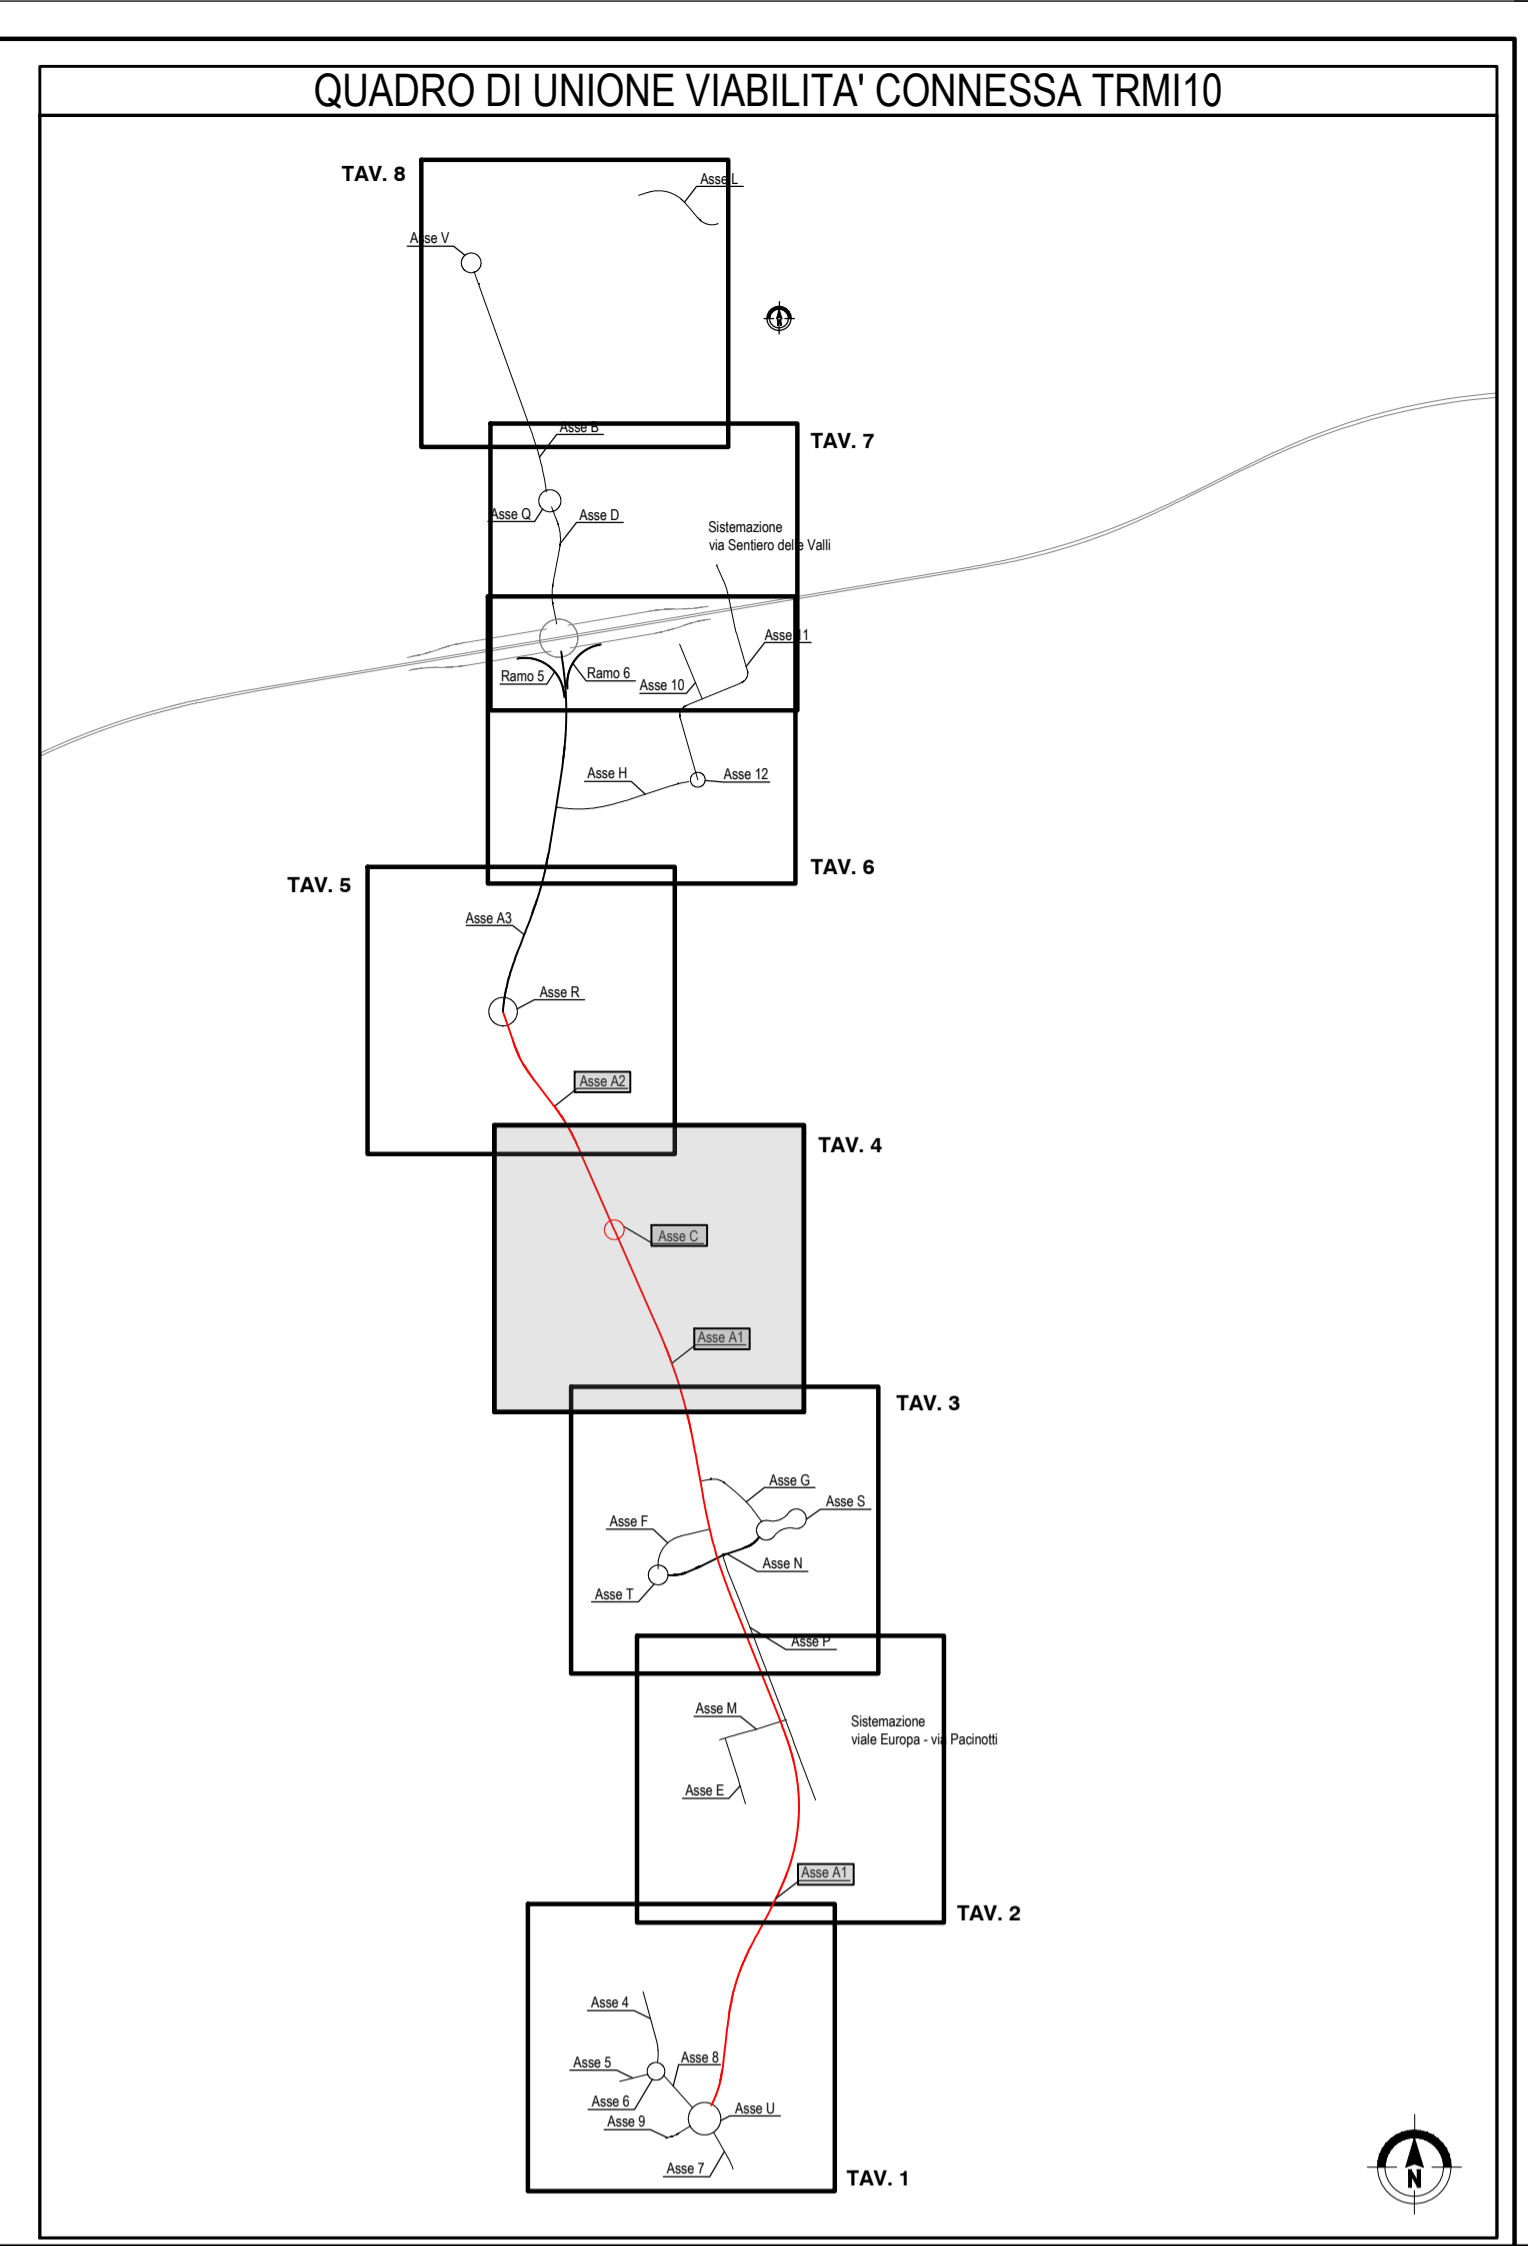 QUADRO DI UNIONE VIABILITA' CONNESSA TRMI10
TAV. 8
Asse L
Asse V
N
Asse B
TAV. 7
Asse Q
Asse D
Sistemazione
via Sentiero delle Valli
Asse 11
Ramo 5
Ramo 6
Asse 10
Asse H
Asse 12
TAV. 6
TAV. 5
Asse A3
Asse R
Asse A2
TAV. 4
Asse C
Asse A1
TAV. 3
Asse G
Asse S
Asse F
Asse N
Asse T
Asse P
Asse M
Sistemazione
viale Europa - via Pacinotti
Asse E
Asse A1
TAV. 2
Asse 4
Asse 5
Asse 8
Asse 6
Asse U
Asse 9
Asse 7
TAV. 1
N